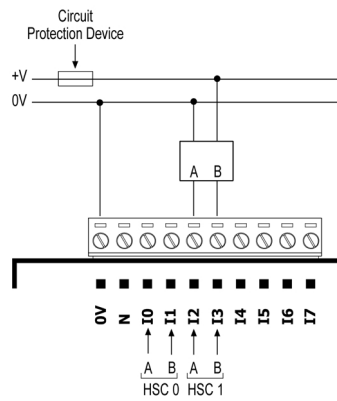 Circuit
Protection Device
+V
0V
A B
0V N I0 I1 I2 I3 I4 I5 I6 I7
A B A B
HSC 0 HSC 1